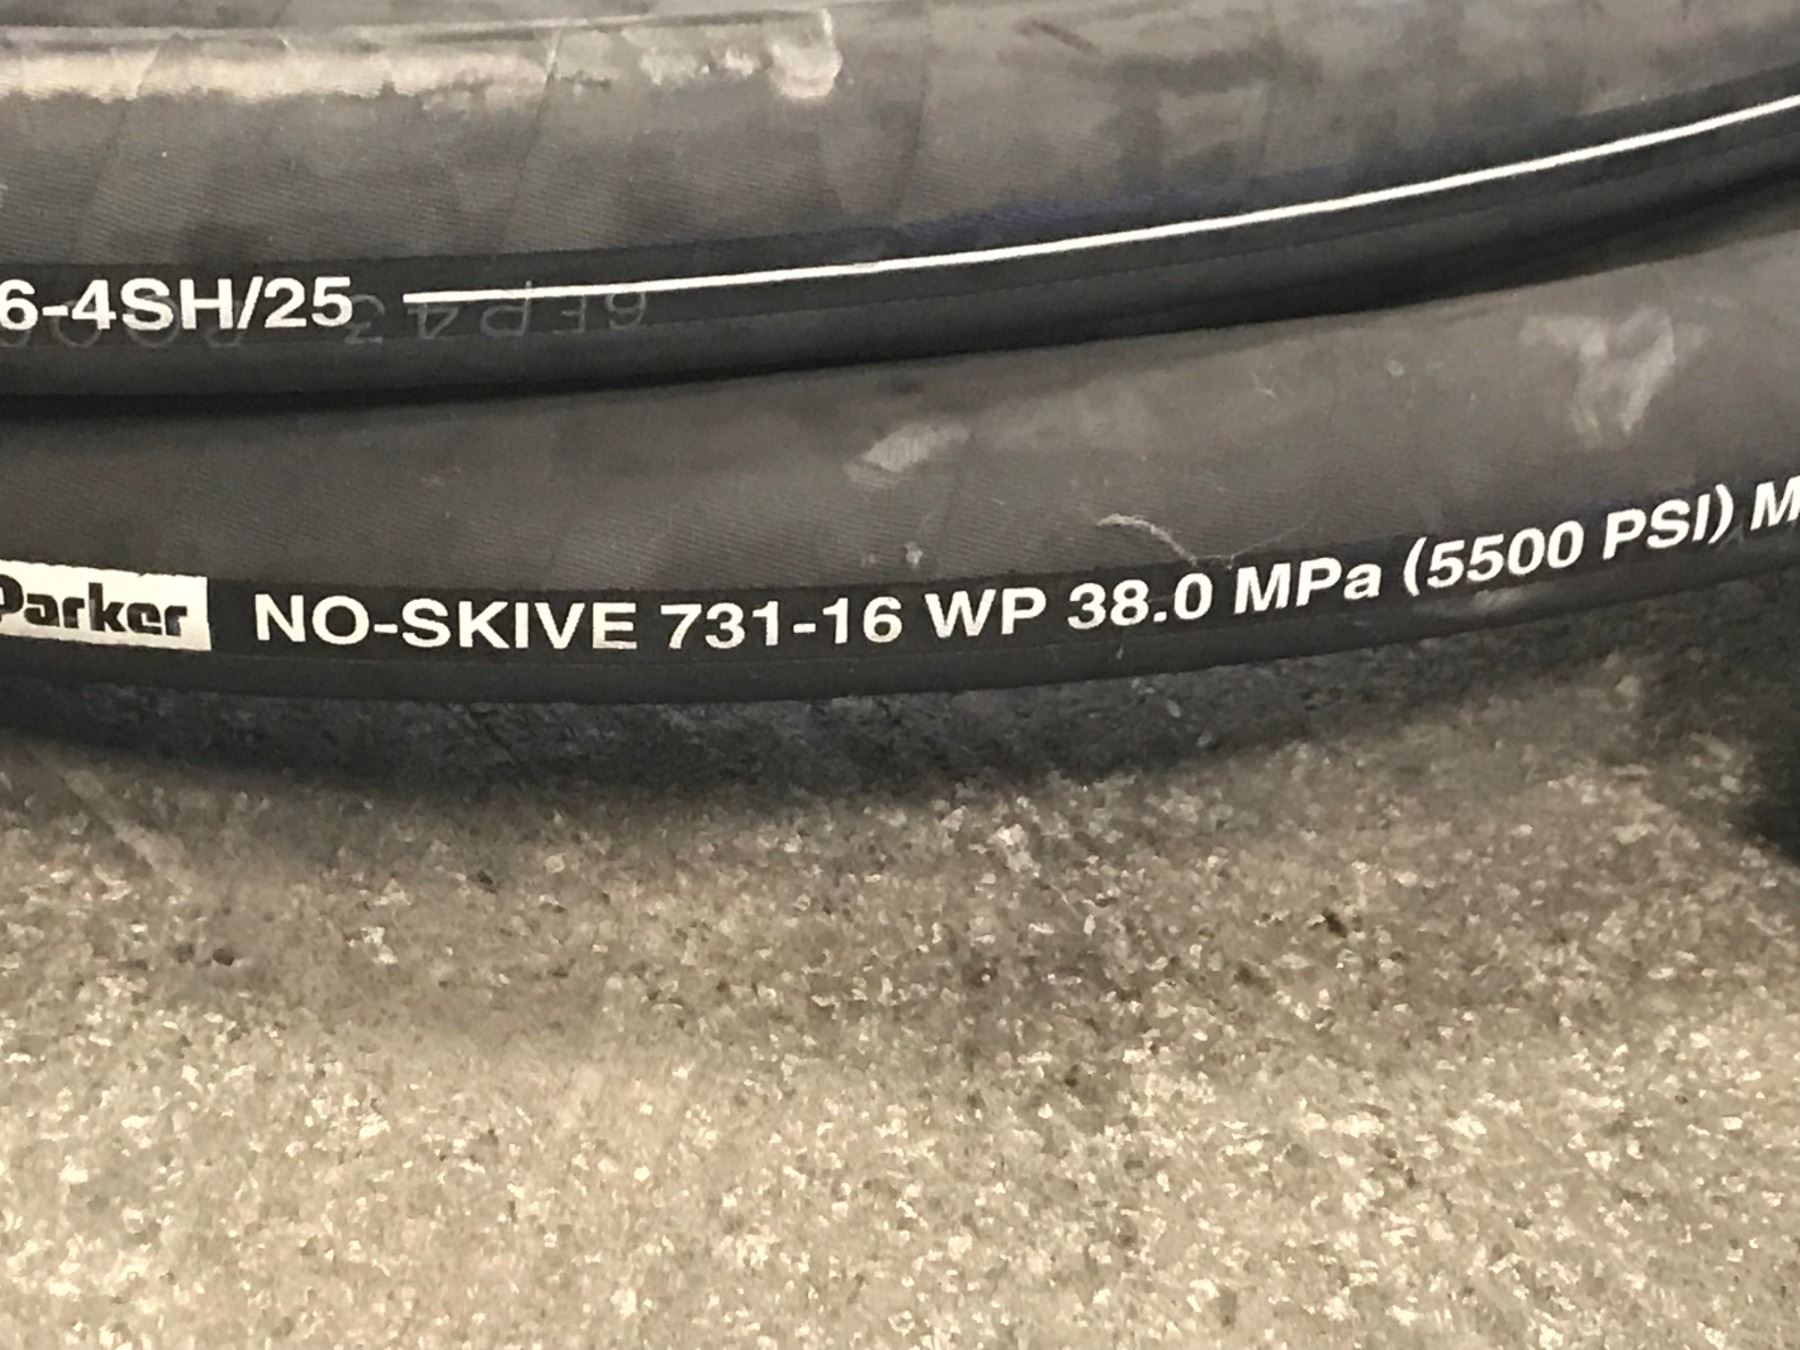 6-4SH/25
Parker NO-SKIVE 731-16 WP 38.0 MPa (5500 PSI) M